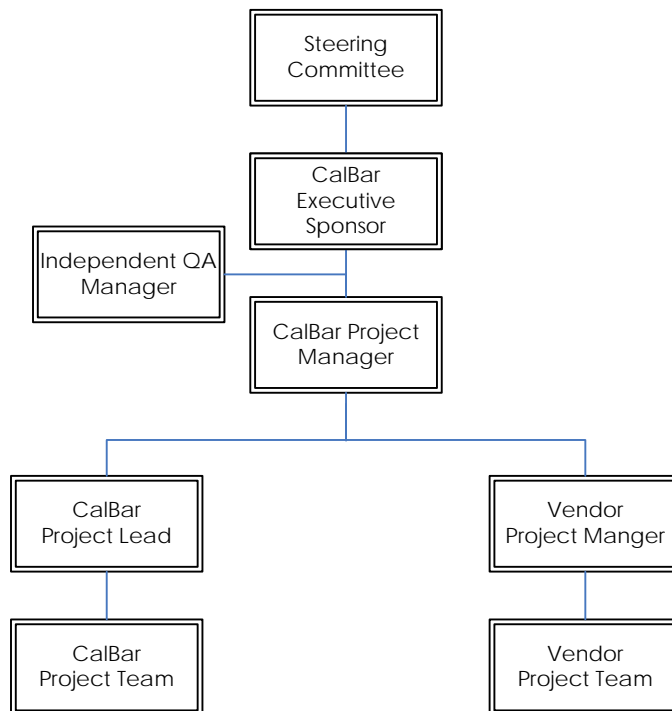 Steering
Committee
CalBar
Executive
Sponsor
Independent QA
Manager
CalBar Project
Manager
CalBar
Project Lead
Vendor
Project Manger
CalBar
Project Team
Vendor
Project Team